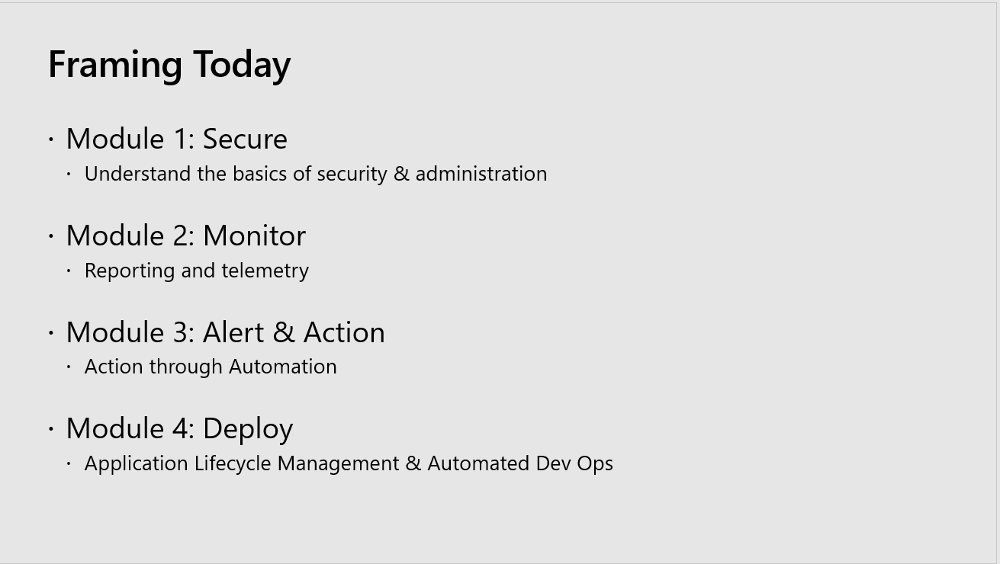 Framing Today
· Module 1: Secure
· Understand the basics of security & administration
· Module 2: Monitor
· Reporting and telemetry
· Module 3: Alert & Action
· Action through Automation
· Module 4: Deploy
· Application Lifecycle Management & Automated Dev Ops